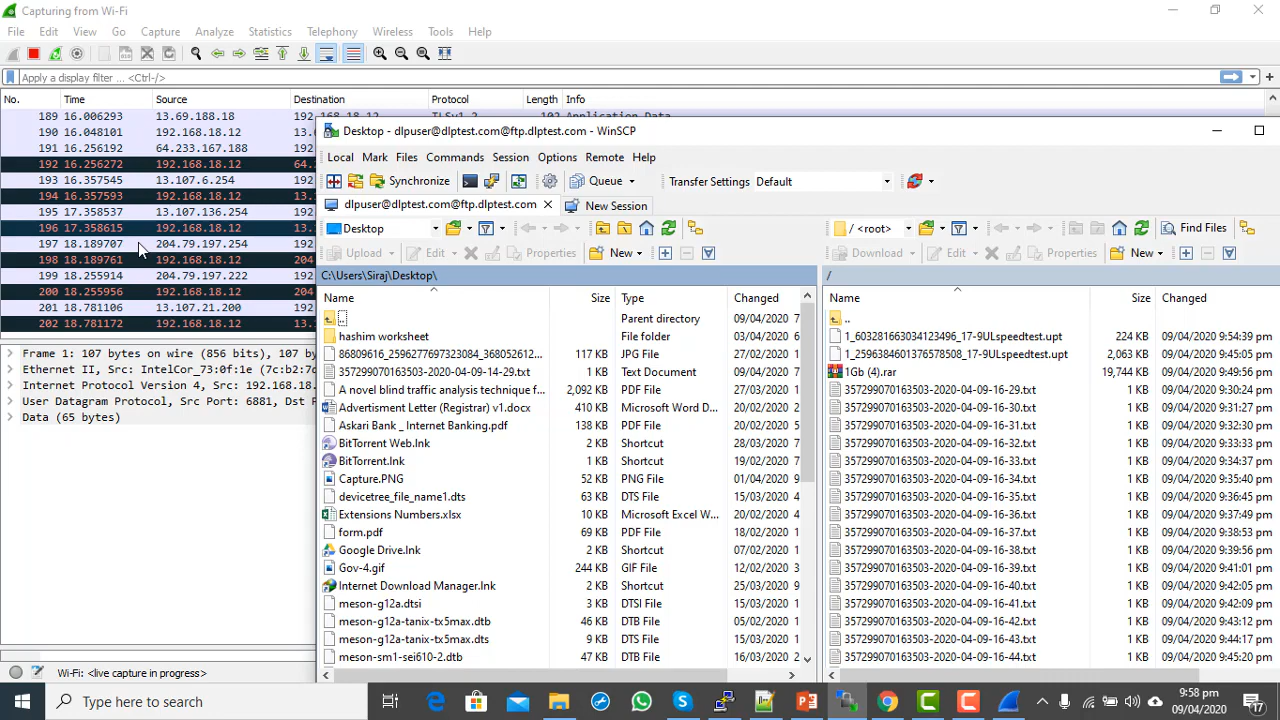 Capturing from Wi-Fi
File Edit View Go Capture Analyze Statistics Telephony Wireless Tools Help
Apply a display filter ... <Ctrl-/>
No. Time Source Destination Protocol Length Info
189 16.006293 13.69.188.18
190 16.048101 192.168.18.12 13.
191 16.256192 64.233.167.188 192
192 16.256272 192.168.18.12 64.
193 16.357545 13.107.6.254 192
194 16.357593 192.168.18.12 13.
195 17.358537 13.107.136.254 192
196 17.358615 192.168.18.12 13.
197 18.189707 204.79.197.254 192
198 18.189761 192.168.18.12 204
199 18.255914 204.79.197.222 192
200 18.255956 192.168.18.12 204
201 18.781106 13.107.21.200 192
202 18.781172 192.168.18.12 13.
Frame 1: 107 bytes on wire (856 bits), 107 by
Ethernet II, Src: IntelCor_73:0f:1e (7c:b2:7d
Internet Protocol Version 4, Src: 192.168.18.
User Datagram Protocol, Src Port: 6881, Dst P
Data (65 bytes)
Wi-Fi: <live capture in progress>
Desktop - dlpuser@dlptest.com@ftp.dlptest.com - WinSCP
Local Mark Files Commands Session Options Remote Help
Synchronize Queue Transfer Settings Default
dlpuser@dlptest.com@ftp.dlptest.com New Session
Desktop
Upload Edit Properties New
C:\Users\Siraj\Desktop\
Name Size Type Changed
.. Parent directory 09/04/2020 7
hashim worksheet File folder 09/04/2020 7
86809616_2596277697323084_368052612... 117 KB JPG File 27/02/2020 1
357299070163503-2020-04-09-14-29.txt 1 KB Text Document 09/04/2020 7
A novel blind traffic analysis technique f... 2,092 KB PDF File 27/02/2020 1
Advertisment Letter (Registrar) v1.docx 410 KB Microsoft Word D... 20/02/2020 2
Askari Bank _ Internet Banking.pdf 138 KB PDF File 20/02/2020 1
BitTorrent Web.lnk 2 KB Shortcut 28/03/2020 7
BitTorrent.lnk 1 KB Shortcut 19/02/2020 1
Capture.PNG 52 KB PNG File 01/04/2020 9
devicetree_file_name1.dts 63 KB DTS File 15/03/2020 4
Extensions Numbers.xlsx 10 KB Microsoft Excel W... 20/02/2020 2
form.pdf 69 KB PDF File 20/02/2020 1
Google Drive.lnk 2 KB Shortcut 07/02/2020 1
Gov-4.gif 244 KB GIF File 12/02/2020 1
Internet Download Manager.lnk 2 KB Shortcut 25/03/2020 9
meson-g12a.dtsi DTSI File 15/03/2020 1
meson-g12a-tanix-tx5max.dtb 46 KB DTB File 05/02/2020 1
meson-g12a-tanix-tx5max.dts 9 KB DTS File 15/03/2020 1
meson-sm1-sei610-2.dtb 47 KB DTB File 16/03/2020 1
/ <root> Find Files
Download Edit Properties New
/
Name Size Changed
..
1_603281663034123496_17-9ULspeedtest.upt 224 KB 09/04/2020 9:54:39 pm
1_2596384601376578508_17-9ULspeedtest.upt 2,063 KB 09/04/2020 9:45:05 pm
1Gb (4).rar 19,744 KB 09/04/2020 9:49:56 pm
357299070163503-2020-04-09-16-29.txt 1 KB 09/04/2020 9:30:24 pm
357299070163503-2020-04-09-16-30.txt 1 KB 09/04/2020 9:31:27 pm
357299070163503-2020-04-09-16-31.txt 1 KB 09/04/2020 9:32:30 pm
357299070163503-2020-04-09-16-32.txt 1 KB 09/04/2020 9:33:33 pm
357299070163503-2020-04-09-16-33.txt 1 KB 09/04/2020 9:34:37 pm
357299070163503-2020-04-09-16-34.txt 1 KB 09/04/2020 9:35:40 pm
357299070163503-2020-04-09-16-35.txt 1 KB 09/04/2020 9:36:45 pm
357299070163503-2020-04-09-16-36.txt 1 KB 09/04/2020 9:37:49 pm
357299070163503-2020-04-09-16-37.txt 1 KB 09/04/2020 9:38:53 pm
357299070163503-2020-04-09-16-38.txt 1 KB 09/04/2020 9:39:56 pm
357299070163503-2020-04-09-16-39.txt 1 KB 09/04/2020 9:41:01 pm
357299070163503-2020-04-09-16-40.txt 1 KB 09/04/2020 9:42:05 pm
357299070163503-2020-04-09-16-41.txt 1 KB 09/04/2020 9:42:09 pm
357299070163503-2020-04-09-16-42.txt 1 KB 09/04/2020 9:43:12 pm
357299070163503-2020-04-09-16-43.txt 1 KB 09/04/2020 9:44:17 pm
357299070163503-2020-04-09-16-44.txt 1 KB 09/04/2020 9:45:20 pm
Type here to search
9:58 pm
09/04/2020
17